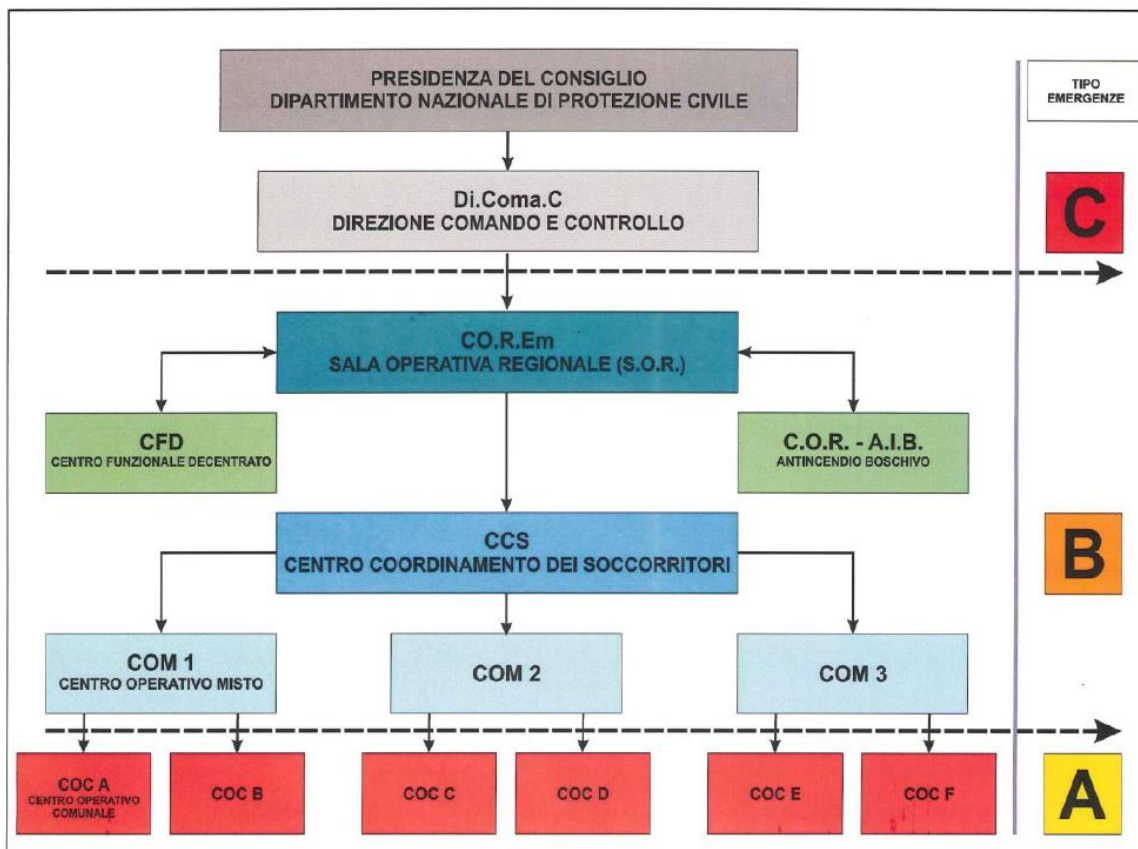 PRESIDENZA DEL CONSIGLIO
DIPARTIMENTO NAZIONALE DI PROTEZIONE CIVILE
TIPO
EMERGENZE
Di.Coma.C
DIREZIONE COMANDO E CONTROLLO
C
CO.R.Em
SALA OPERATIVA REGIONALE (S.O.R.)
CFD
CENTRO FUNZIONALE DECENTRATO
C.O.R. - A.I.B.
ANTINCENDIO BOSCHIVO
CCS
CENTRO COORDINAMENTO DEI SOCCORRITORI
B
COM 1
CENTRO OPERATIVO MISTO
COM 2
COM 3
COC A
CENTRO OPERATIVO
COMUNALE
COC B
COC C
COC D
COC E
COC F
A